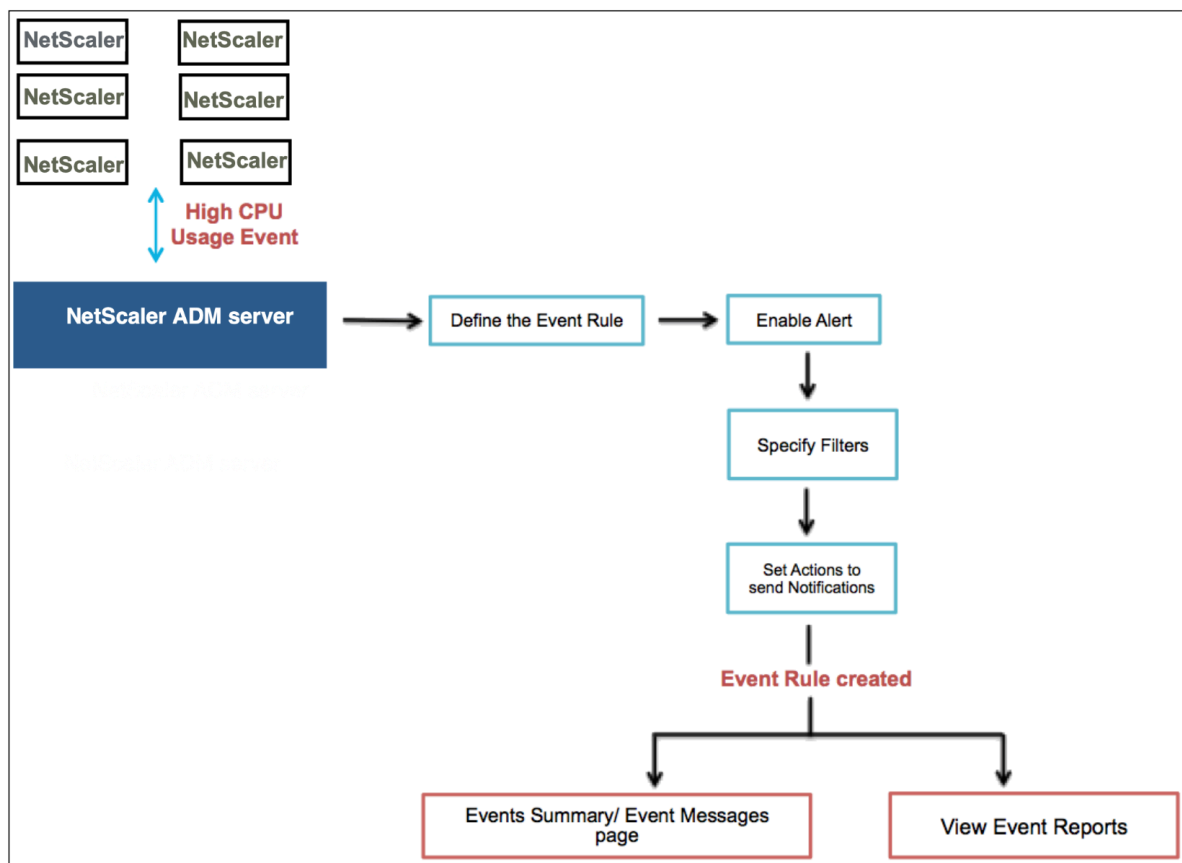 NetScaler
NetScaler
NetScaler
NetScaler
NetScaler
NetScaler
High CPU
Usage Event
NetScaler ADM server
Define the Event Rule
Enable Alert
Specify Filters
Set Actions to
send Notifications
Event Rule created
Events Summary/ Event Messages
page
View Event Reports